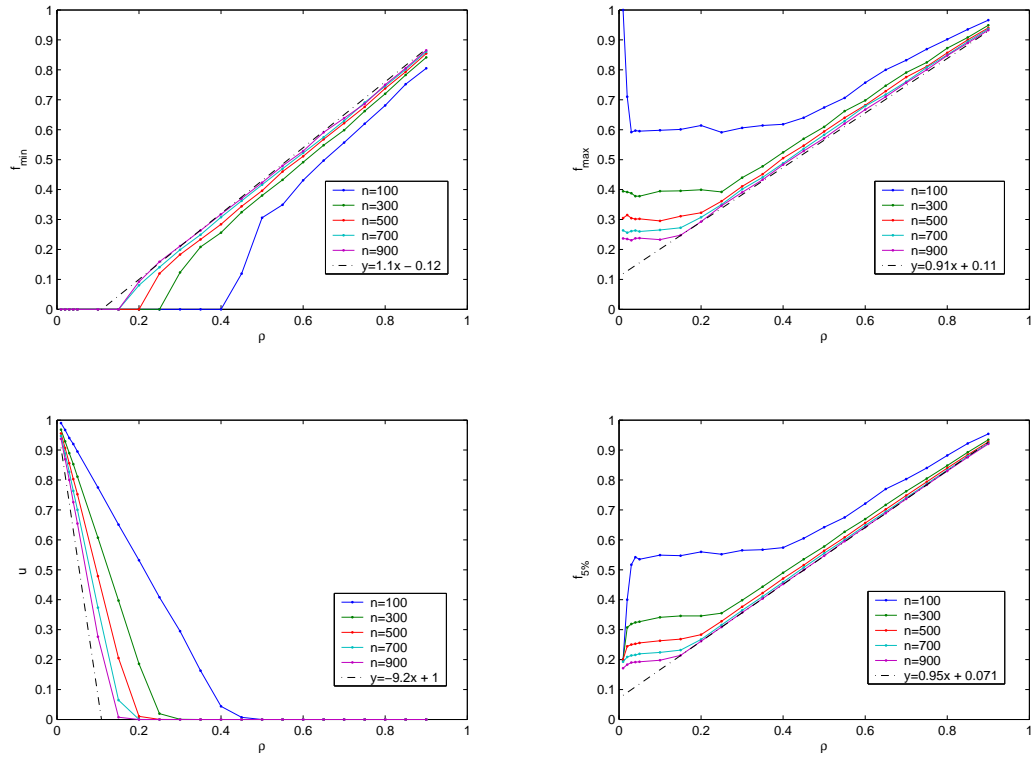 1
0.9
0.8
0.7
0.6
0.5
0.4
0.3
0.2
0.1
0
f_min
n=100
n=300
n=500
n=700
n=900
y=1.1x − 0.12
0 0.2 0.4 0.6 0.8 1
ρ
1
0.9
0.8
0.7
0.6
0.5
0.4
0.3
0.2
0.1
0
f_max
n=100
n=300
n=500
n=700
n=900
y=0.91x + 0.11
0 0.2 0.4 0.6 0.8 1
ρ
1
0.9
0.8
0.7
0.6
0.5
0.4
0.3
0.2
0.1
0
u
n=100
n=300
n=500
n=700
n=900
y=−9.2x + 1
0 0.2 0.4 0.6 0.8 1
ρ
1
0.9
0.8
0.7
0.6
0.5
0.4
0.3
0.2
0.1
0
f_5%
n=100
n=300
n=500
n=700
n=900
y=0.95x + 0.071
0 0.2 0.4 0.6 0.8 1
ρ